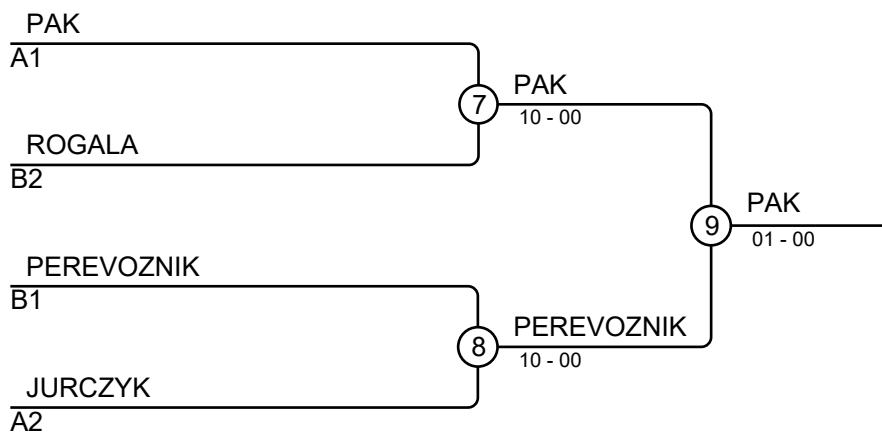 PAK
A1
7
PAK
10 - 00
ROGALA
B2
9
PAK
01 - 00
PEREVOZNIK
B1
8
PEREVOZNIK
10 - 00
JURCZYK
A2